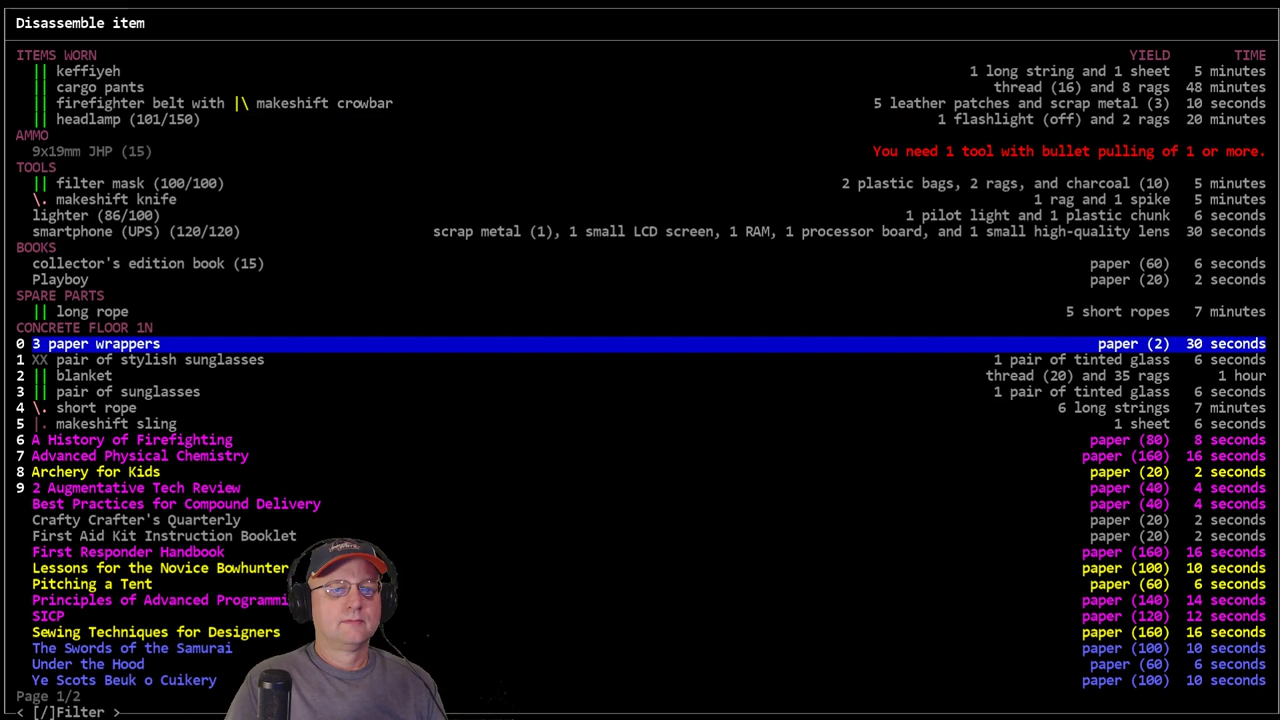 Disassemble item
ITEMS WORN YIELD TIME
|| keffiyeh 1 long string and 1 sheet 5 minutes
|| cargo pants thread (16) and 8 rags 48 minutes
|| firefighter belt with |\ makeshift crowbar 5 leather patches and scrap metal (3) 10 seconds
|| headlamp (101/150) 1 flashlight (off) and 2 rags 20 minutes
AMMO
9x19mm JHP (15) You need 1 tool with bullet pulling of 1 or more.
TOOLS
|| filter mask (100/100) 2 plastic bags, 2 rags, and charcoal (10) 5 minutes
\. makeshift knife 1 rag and 1 spike 5 minutes
lighter (86/100) 1 pilot light and 1 plastic chunk 6 seconds
smartphone (UPS) (120/120) scrap metal (1), 1 small LCD screen, 1 RAM, 1 processor board, and 1 small high-quality lens 30 seconds
BOOKS
collector's edition book (15) paper (60) 6 seconds
Playboy paper (20) 2 seconds
SPARE PARTS
|| long rope 5 short ropes 7 minutes
CONCRETE FLOOR 1N
0 3 paper wrappers paper (2) 30 seconds
1 XX pair of stylish sunglasses 1 pair of tinted glass 6 seconds
2 || blanket thread (20) and 35 rags 1 hour
3 || pair of sunglasses 1 pair of tinted glass 6 seconds
4 \. short rope 6 long strings 7 minutes
5 |. makeshift sling 1 sheet 6 seconds
6 A History of Firefighting paper (80) 8 seconds
7 Advanced Physical Chemistry paper (160) 16 seconds
8 Archery for Kids paper (20) 2 seconds
9 2 Augmentative Tech Review paper (40) 4 seconds
Best Practices for Compound Delivery paper (40) 4 seconds
Crafty Crafter's Quarterly paper (20) 2 seconds
First Aid Kit Instruction Booklet paper (20) 2 seconds
First Responder Handbook paper (160) 16 seconds
Lessons for the Novice Bowhunter paper (100) 10 seconds
Pitching a Tent paper (60) 6 seconds
Principles of Advanced Programmi paper (140) 14 seconds
SICP paper (120) 12 seconds
Sewing Techniques for Designers paper (160) 16 seconds
The Swords of the Samurai paper (100) 10 seconds
Under the Hood paper (60) 6 seconds
Ye Scots Beuk o Cuikery paper (100) 10 seconds
Page 1/2
< [/]Filter >